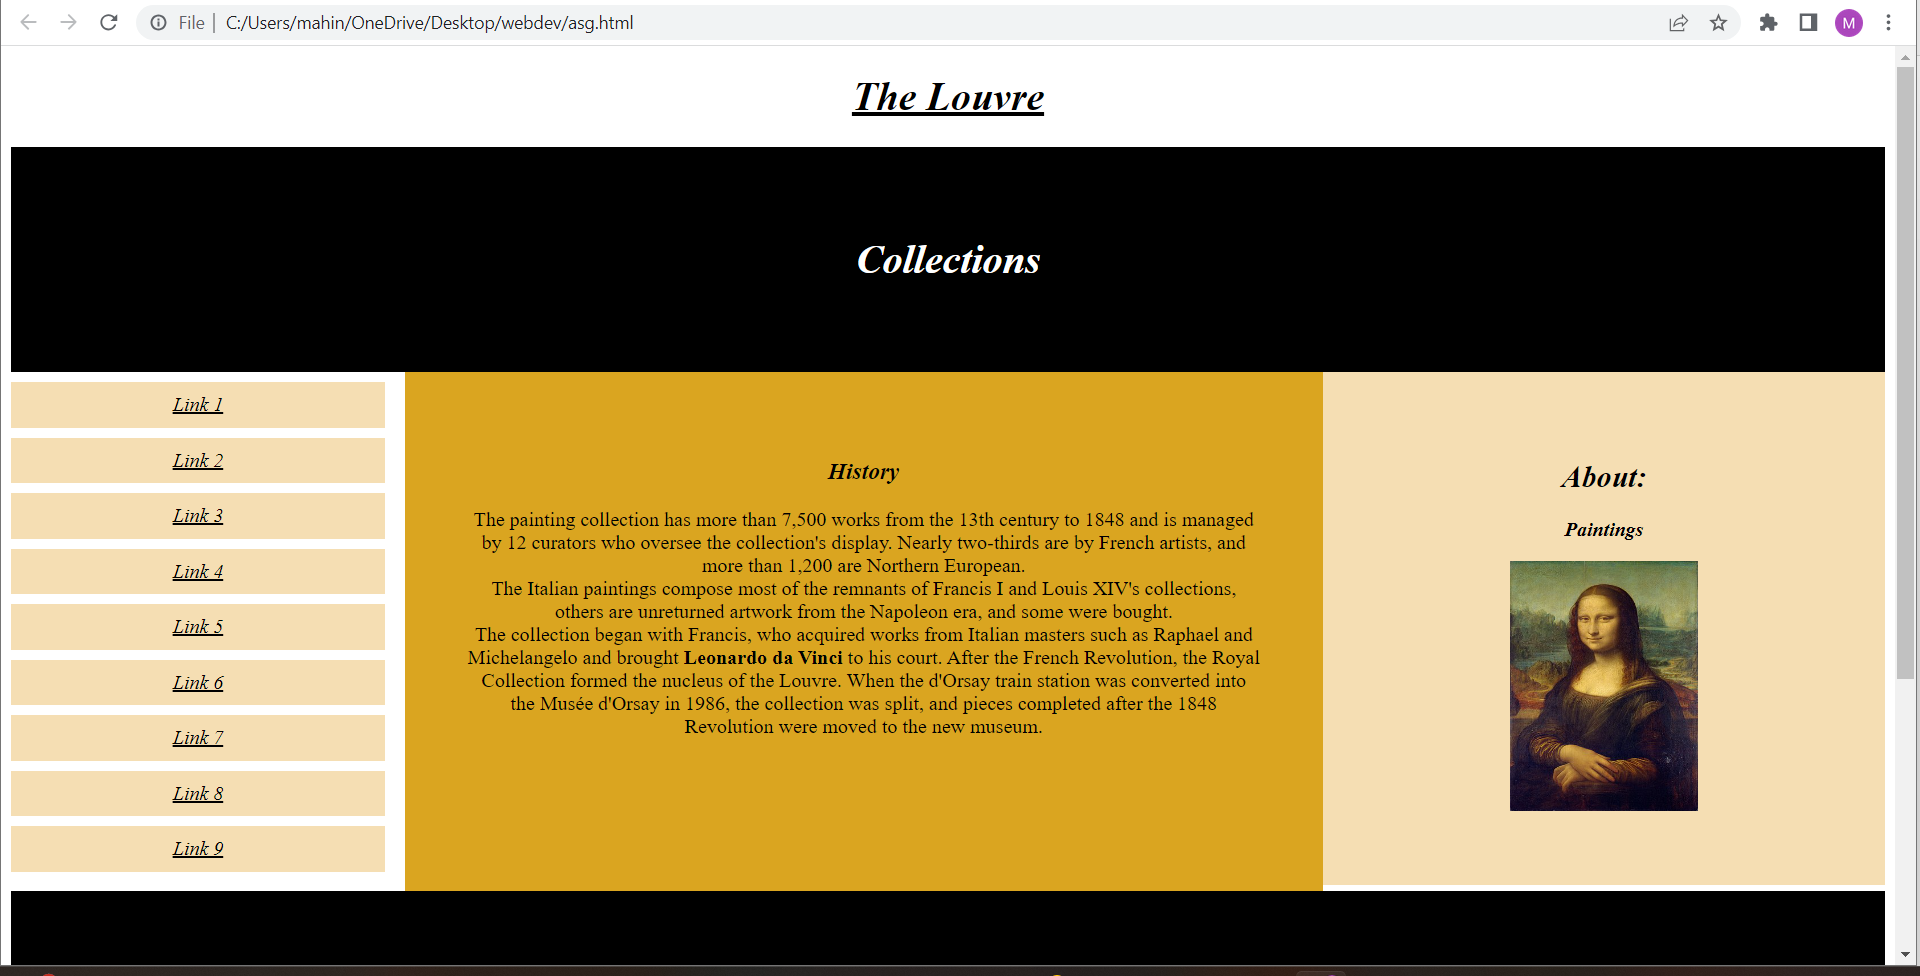 File | C:/Users/mahin/OneDrive/Desktop/webdev/asg.html
M
The Louvre
Collections
Link 1
Link 2
Link 3
Link 4
Link 5
Link 6
Link 7
Link 8
Link 9
History
The painting collection has more than 7,500 works from the 13th century to 1848 and is managed
by 12 curators who oversee the collection's display. Nearly two-thirds are by French artists, and
more than 1,200 are Northern European.
The Italian paintings compose most of the remnants of Francis I and Louis XIV's collections,
others are unreturned artwork from the Napoleon era, and some were bought.
The collection began with Francis, who acquired works from Italian masters such as Raphael and
Michelangelo and brought Leonardo da Vinci to his court. After the French Revolution, the Royal
Collection formed the nucleus of the Louvre. When the d'Orsay train station was converted into
the Musée d'Orsay in 1986, the collection was split, and pieces completed after the 1848
Revolution were moved to the new museum.
About:
Paintings